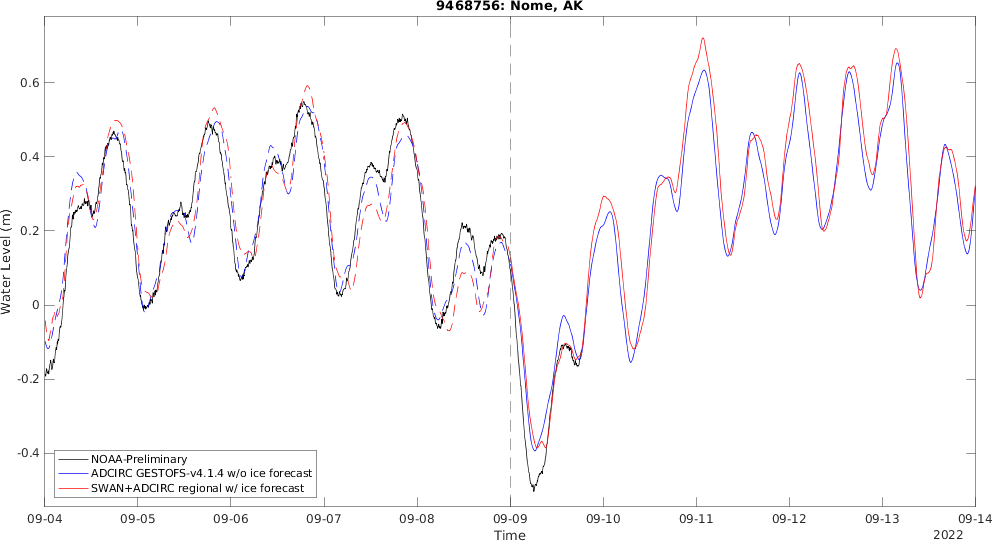 9468756: Nome, AK
Water Level (m)
0.6
0.4
0.2
0
-0.2
-0.4
NOAA-Preliminary
ADCIRC GESTOFS-v4.1.4 w/o ice forecast
SWAN+ADCIRC regional w/ ice forecast
09-04 09-05 09-06 09-07 09-08 09-09 09-10 09-11 09-12 09-13 09-14
Time
2022